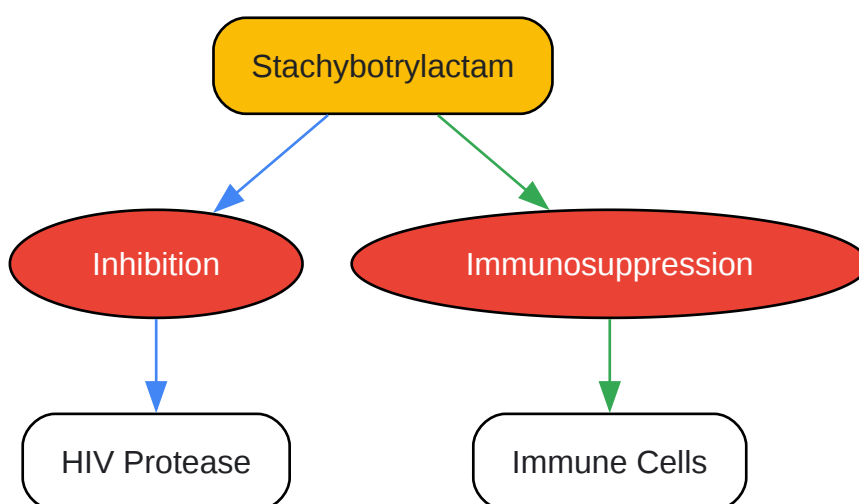 Stachybotrylactam
Inhibition
Immunosuppression
HIV Protease
Immune Cells